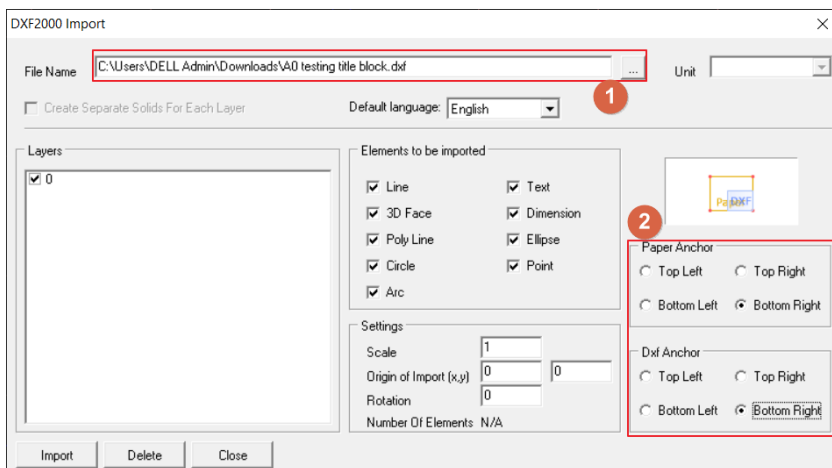 DXF2000 Import
File Name C:\Users\DELL Admin\Downloads\A0 testing title block.dxf ... Unit
1
Create Separate Solids For Each Layer Default language: English
Layers
0
Elements to be imported
Line Text
3D Face Dimension
Poly Line Ellipse
Circle Point
Arc
Settings
Scale 1
Origin of Import (x,y) 0 0
Rotation 0
Number Of Elements N/A
Paper DXF
2
Paper Anchor
Top Left Top Right
Bottom Left Bottom Right
Dxf Anchor
Top Left Top Right
Bottom Left Bottom Right
Import Delete Close